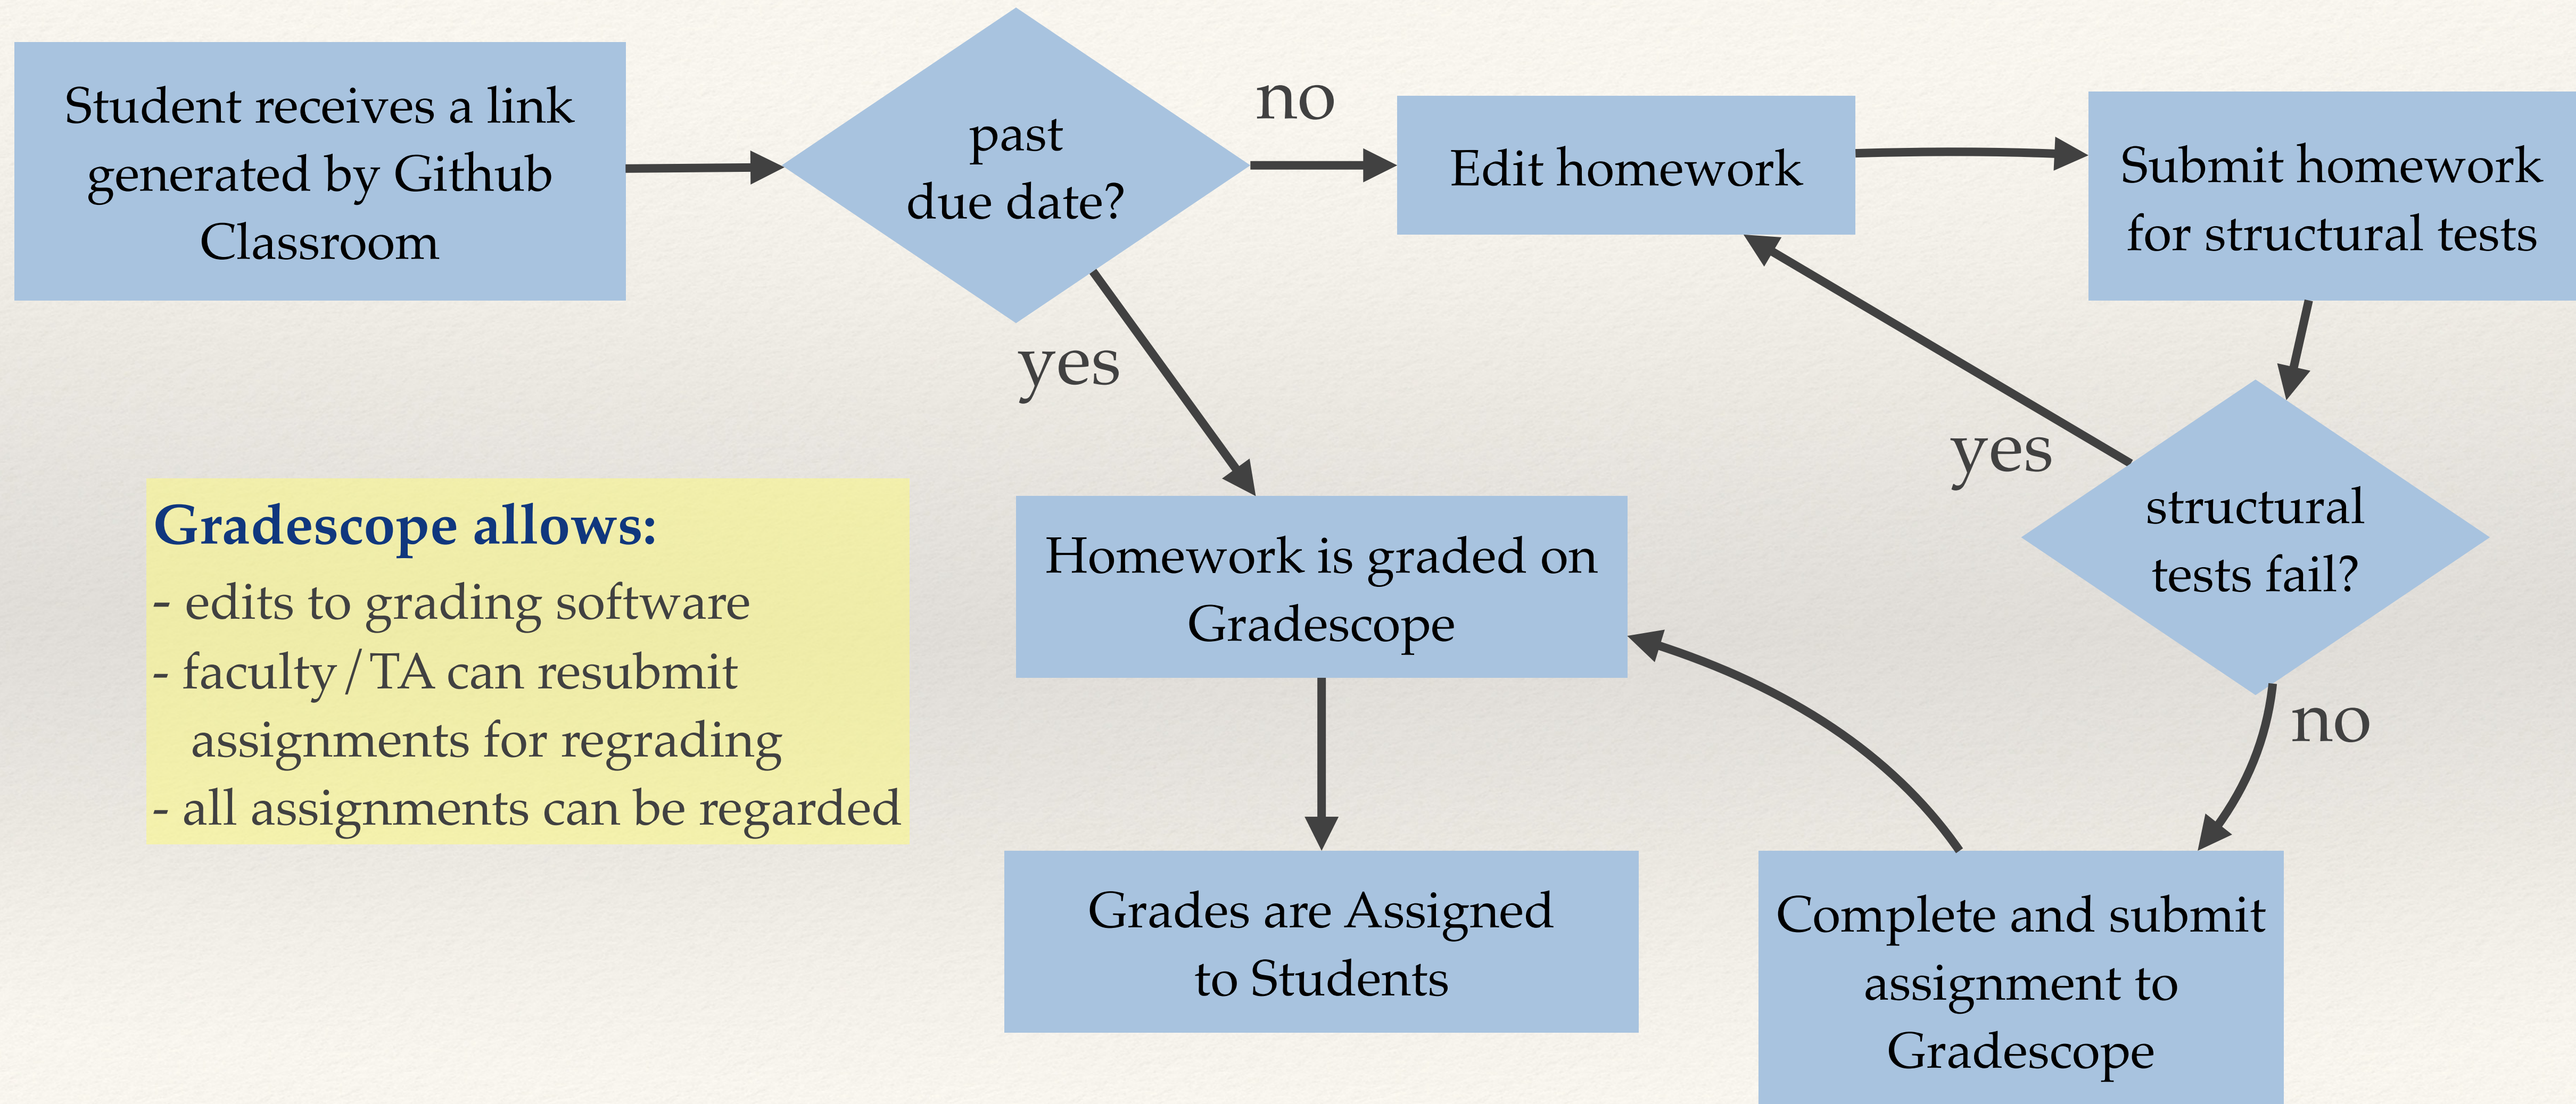 Student receives a link
generated by Github
Classroom
past
due date?
no
yes
Edit homework
Submit homework
for structural tests
structural
tests fail?
yes
no
Complete and submit
assignment to
Gradescope
Homework is graded on
Gradescope
Grades are Assigned
to Students
Gradescope allows:
- edits to grading software
- faculty/TA can resubmit
assignments for regrading
- all assignments can be regarded